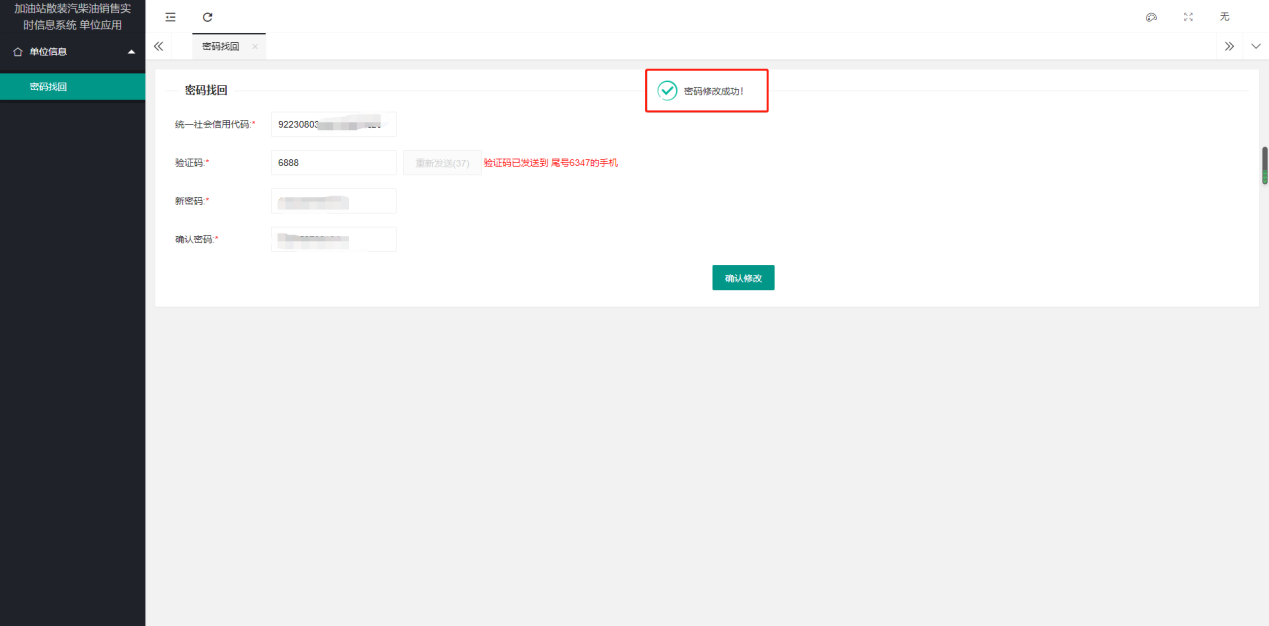 加油站散装汽柴油销售实
时信息系统 单位应用
无
单位信息
密码找回
密码找回
密码找回
密码修改成功!
统一社会信用代码:*
9223080
验证码:*
6888
重新发送(37)
验证码已发送到 尾号6347的手机
新密码:*
确认密码:*
确认修改